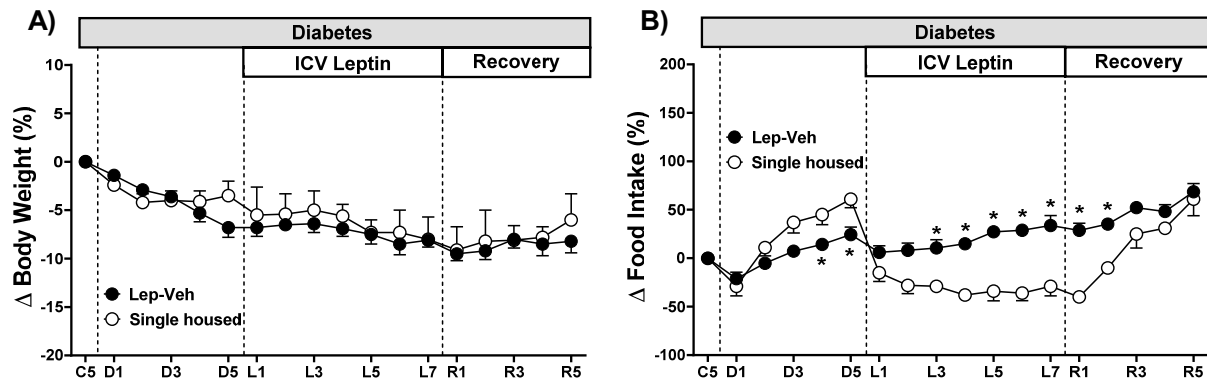 A)
Diabetes
ICV Leptin Recovery
10
5
0
-5
-10
-15
-20
Δ Body Weight (%)
Lep-Veh
Single housed
C5 D1 D3 D5 L1 L3 L5 L7 R1 R3 R5
B)
Diabetes
ICV Leptin Recovery
200
150
100
50
0
-50
-100
Δ Food Intake (%)
Lep-Veh
Single housed
* * * * * * * * *
C5 D1 D3 D5 L1 L3 L5 L7 R1 R3 R5